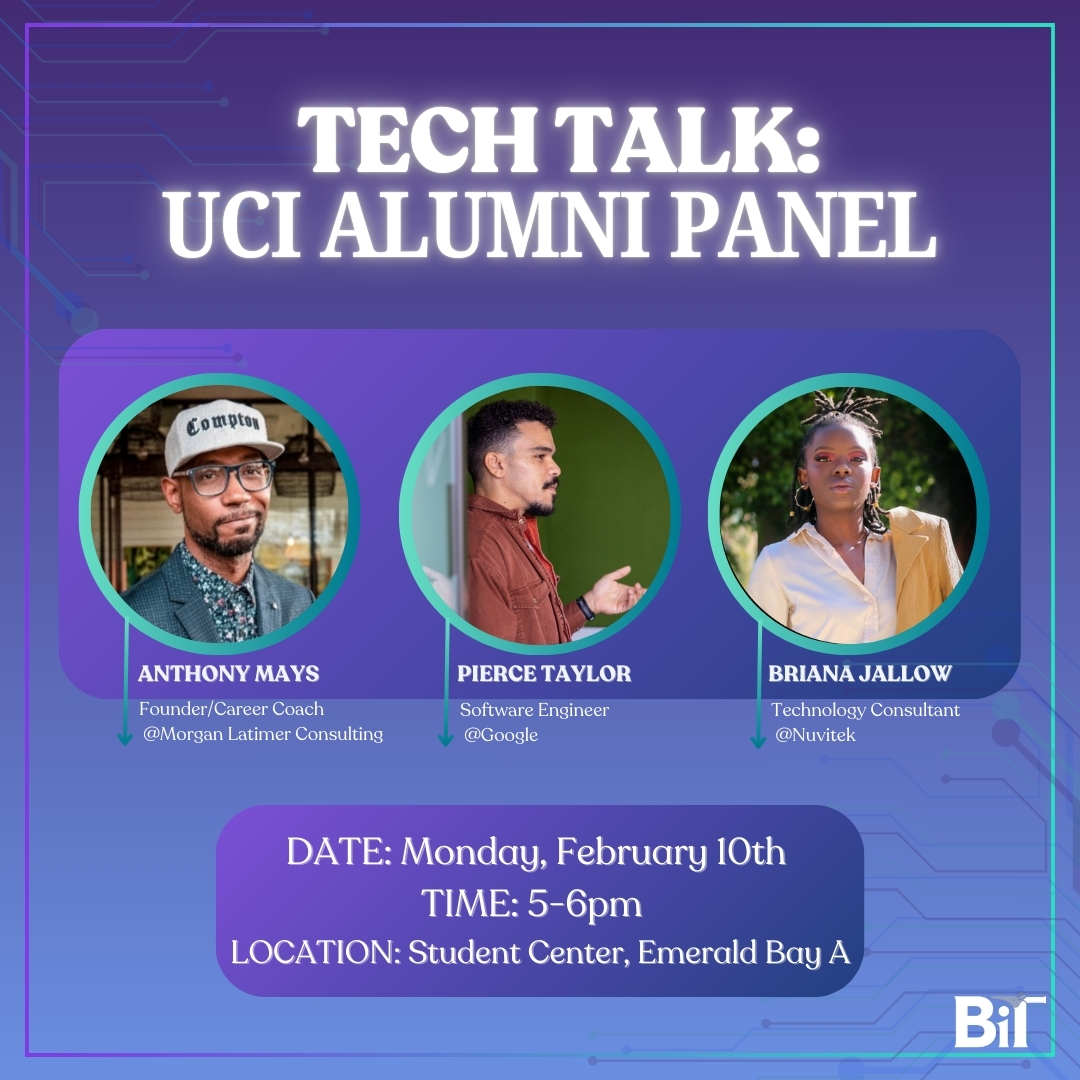 TECH TALK:
UCI ALUMNI PANEL
Compton
ANTHONY MAYS
Founder/Career Coach
@Morgan Latimer Consulting
PIERCE TAYLOR
Software Engineer
@Google
BRIANA JALLOW
Technology Consultant
@Nuvitek
DATE: Monday, February 10th
TIME: 5-6pm
LOCATION: Student Center, Emerald Bay A
BiT